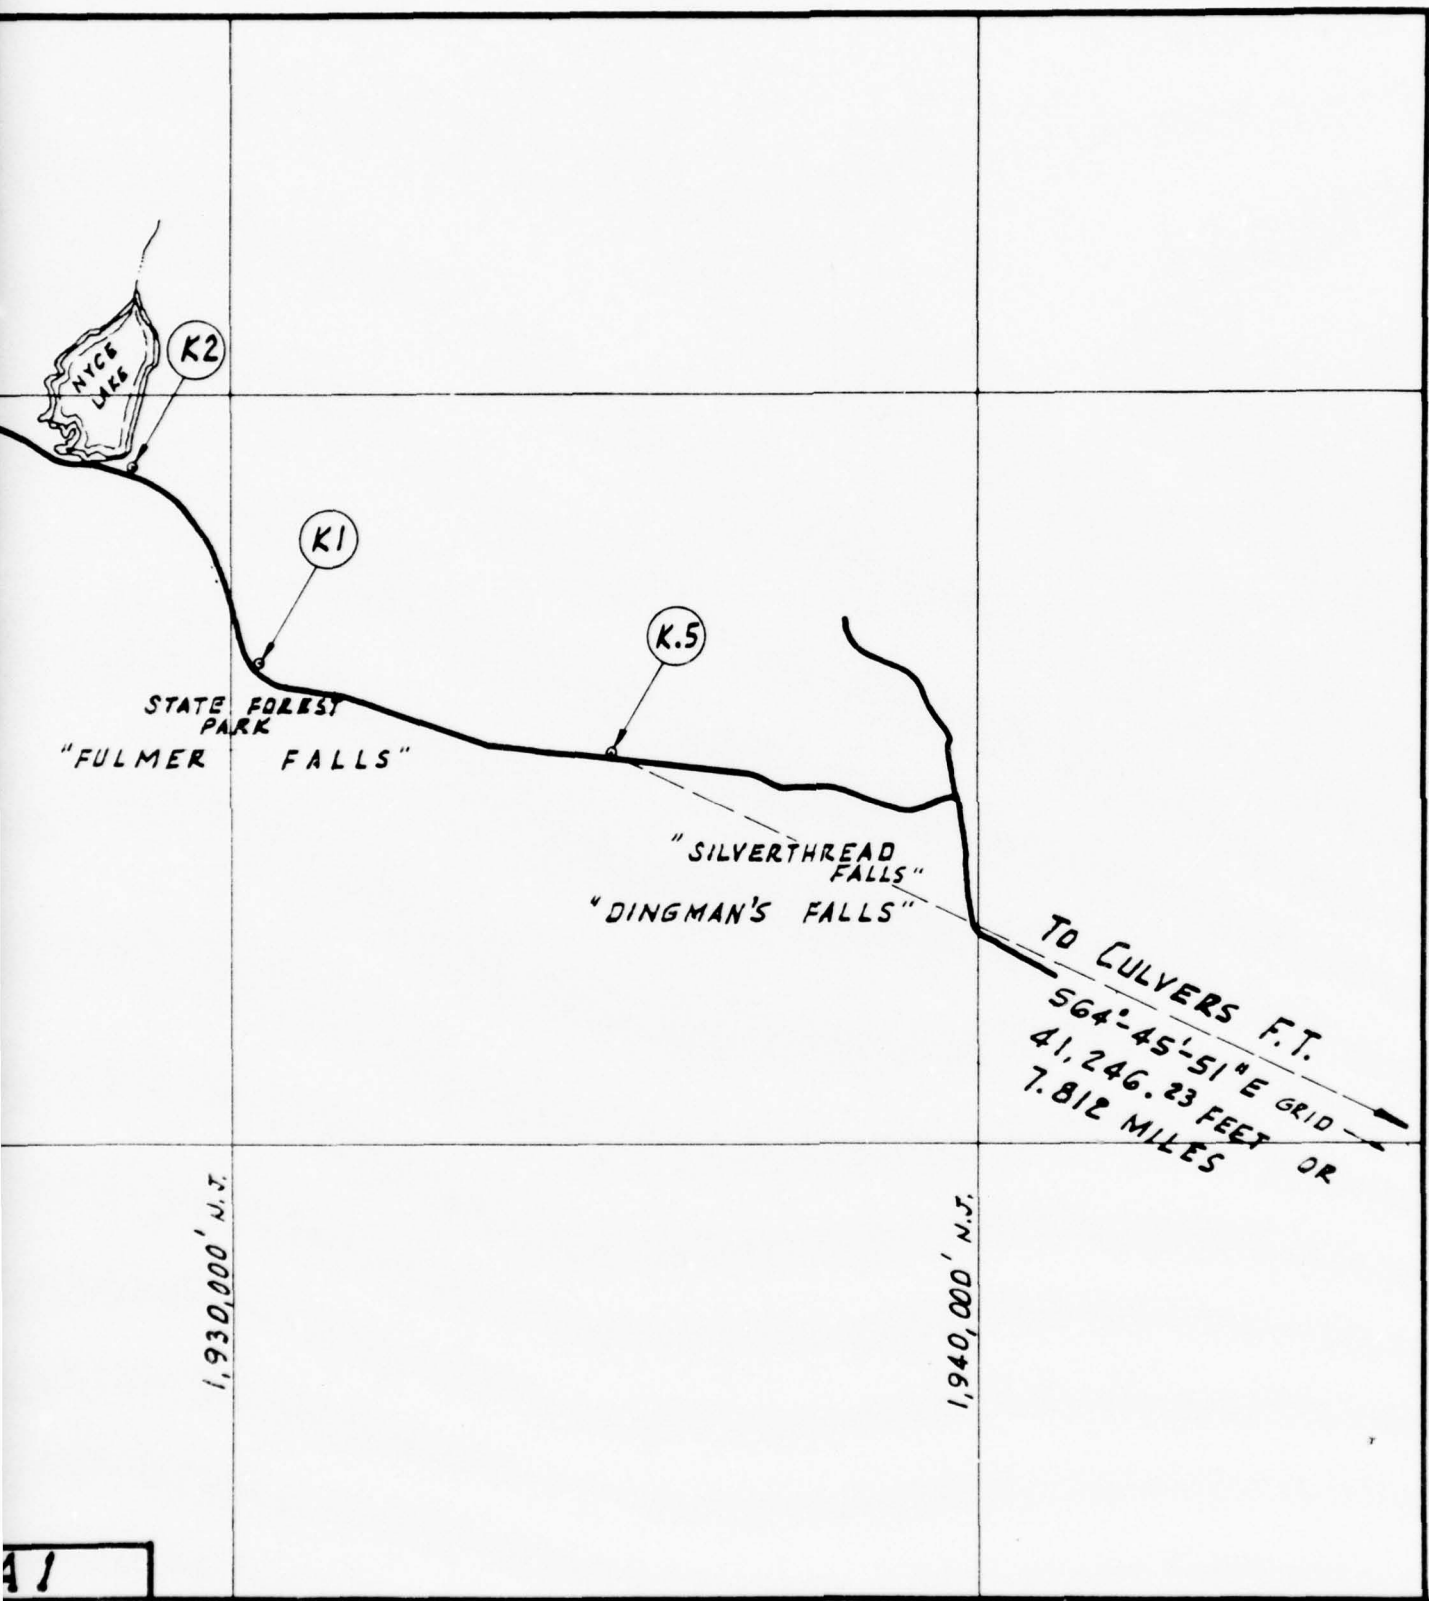 NYCE
LAKE
K2
K1
K.5
STATE FOREST
PARK
"FULMER FALLS"
"SILVERTHREAD
FALLS"
"DINGMAN'S FALLS"
TO CULVERS F.T.
S64°-45'-51"E GRID
41,246.23 FEET OR
7.812 MILES
1,930,000' N.J.
1,940,000' N.J.
A1